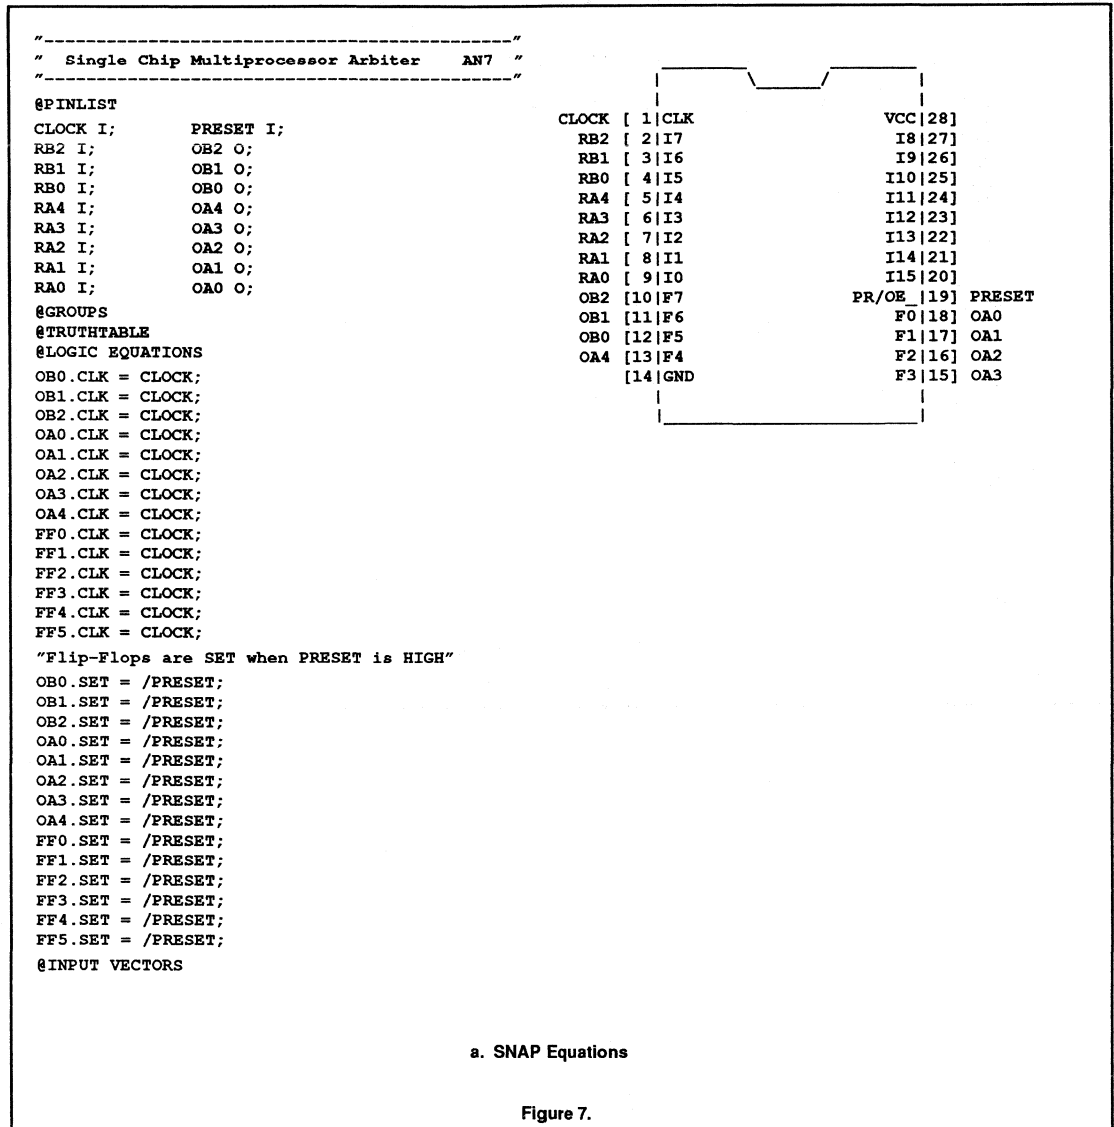 "---------------------------------------------"
" Single Chip Multiprocessor Arbiter AN7 "
"---------------------------------------------"
@PINLIST
CLOCK I; PRESET I;
RB2 I; OB2 O;
RB1 I; OB1 O;
RB0 I; OB0 O;
RA4 I; OA4 O;
RA3 I; OA3 O;
RA2 I; OA2 O;
RA1 I; OA1 O;
RA0 I; OA0 O;
@GROUPS
@TRUTHTABLE
@LOGIC EQUATIONS
OB0.CLK = CLOCK;
OB1.CLK = CLOCK;
OB2.CLK = CLOCK;
OA0.CLK = CLOCK;
OA1.CLK = CLOCK;
OA2.CLK = CLOCK;
OA3.CLK = CLOCK;
OA4.CLK = CLOCK;
FF0.CLK = CLOCK;
FF1.CLK = CLOCK;
FF2.CLK = CLOCK;
FF3.CLK = CLOCK;
FF4.CLK = CLOCK;
FF5.CLK = CLOCK;
"Flip-Flops are SET when PRESET is HIGH"
OB0.SET = /PRESET;
OB1.SET = /PRESET;
OB2.SET = /PRESET;
OA0.SET = /PRESET;
OA1.SET = /PRESET;
OA2.SET = /PRESET;
OA3.SET = /PRESET;
OA4.SET = /PRESET;
FF0.SET = /PRESET;
FF1.SET = /PRESET;
FF2.SET = /PRESET;
FF3.SET = /PRESET;
FF4.SET = /PRESET;
FF5.SET = /PRESET;
@INPUT VECTORS
CLOCK [ 1|CLK VCC|28]
RB2 [ 2|I7 I8|27]
RB1 [ 3|I6 I9|26]
RB0 [ 4|I5 I10|25]
RA4 [ 5|I4 I11|24]
RA3 [ 6|I3 I12|23]
RA2 [ 7|I2 I13|22]
RA1 [ 8|I1 I14|21]
RA0 [ 9|I0 I15|20]
OB2 [10|F7 PR/OE_|19] PRESET
OB1 [11|F6 F0|18] OA0
OB0 [12|F5 F1|17] OA1
OA4 [13|F4 F2|16] OA2
[14|GND F3|15] OA3
a. SNAP Equations
Figure 7.